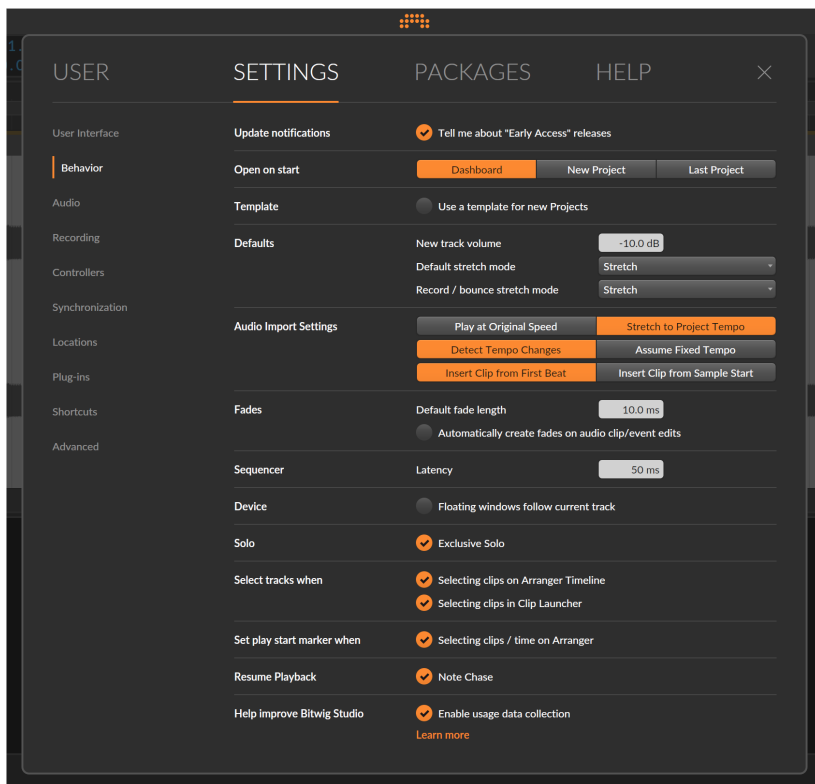 USER SETTINGS PACKAGES HELP
User Interface
Behavior
Audio
Recording
Controllers
Synchronization
Locations
Plug-ins
Shortcuts
Advanced
Update notifications Tell me about "Early Access" releases
Open on start Dashboard New Project Last Project
Template Use a template for new Projects
Defaults New track volume -10.0 dB
Default stretch mode Stretch
Record / bounce stretch mode Stretch
Audio Import Settings Play at Original Speed Stretch to Project Tempo
Detect Tempo Changes Assume Fixed Tempo
Insert Clip from First Beat Insert Clip from Sample Start
Fades Default fade length 10.0 ms
Automatically create fades on audio clip/event edits
Sequencer Latency 50 ms
Device Floating windows follow current track
Solo Exclusive Solo
Select tracks when Selecting clips on Arranger Timeline
Selecting clips in Clip Launcher
Set play start marker when Selecting clips / time on Arranger
Resume Playback Note Chase
Help improve Bitwig Studio Enable usage data collection
Learn more